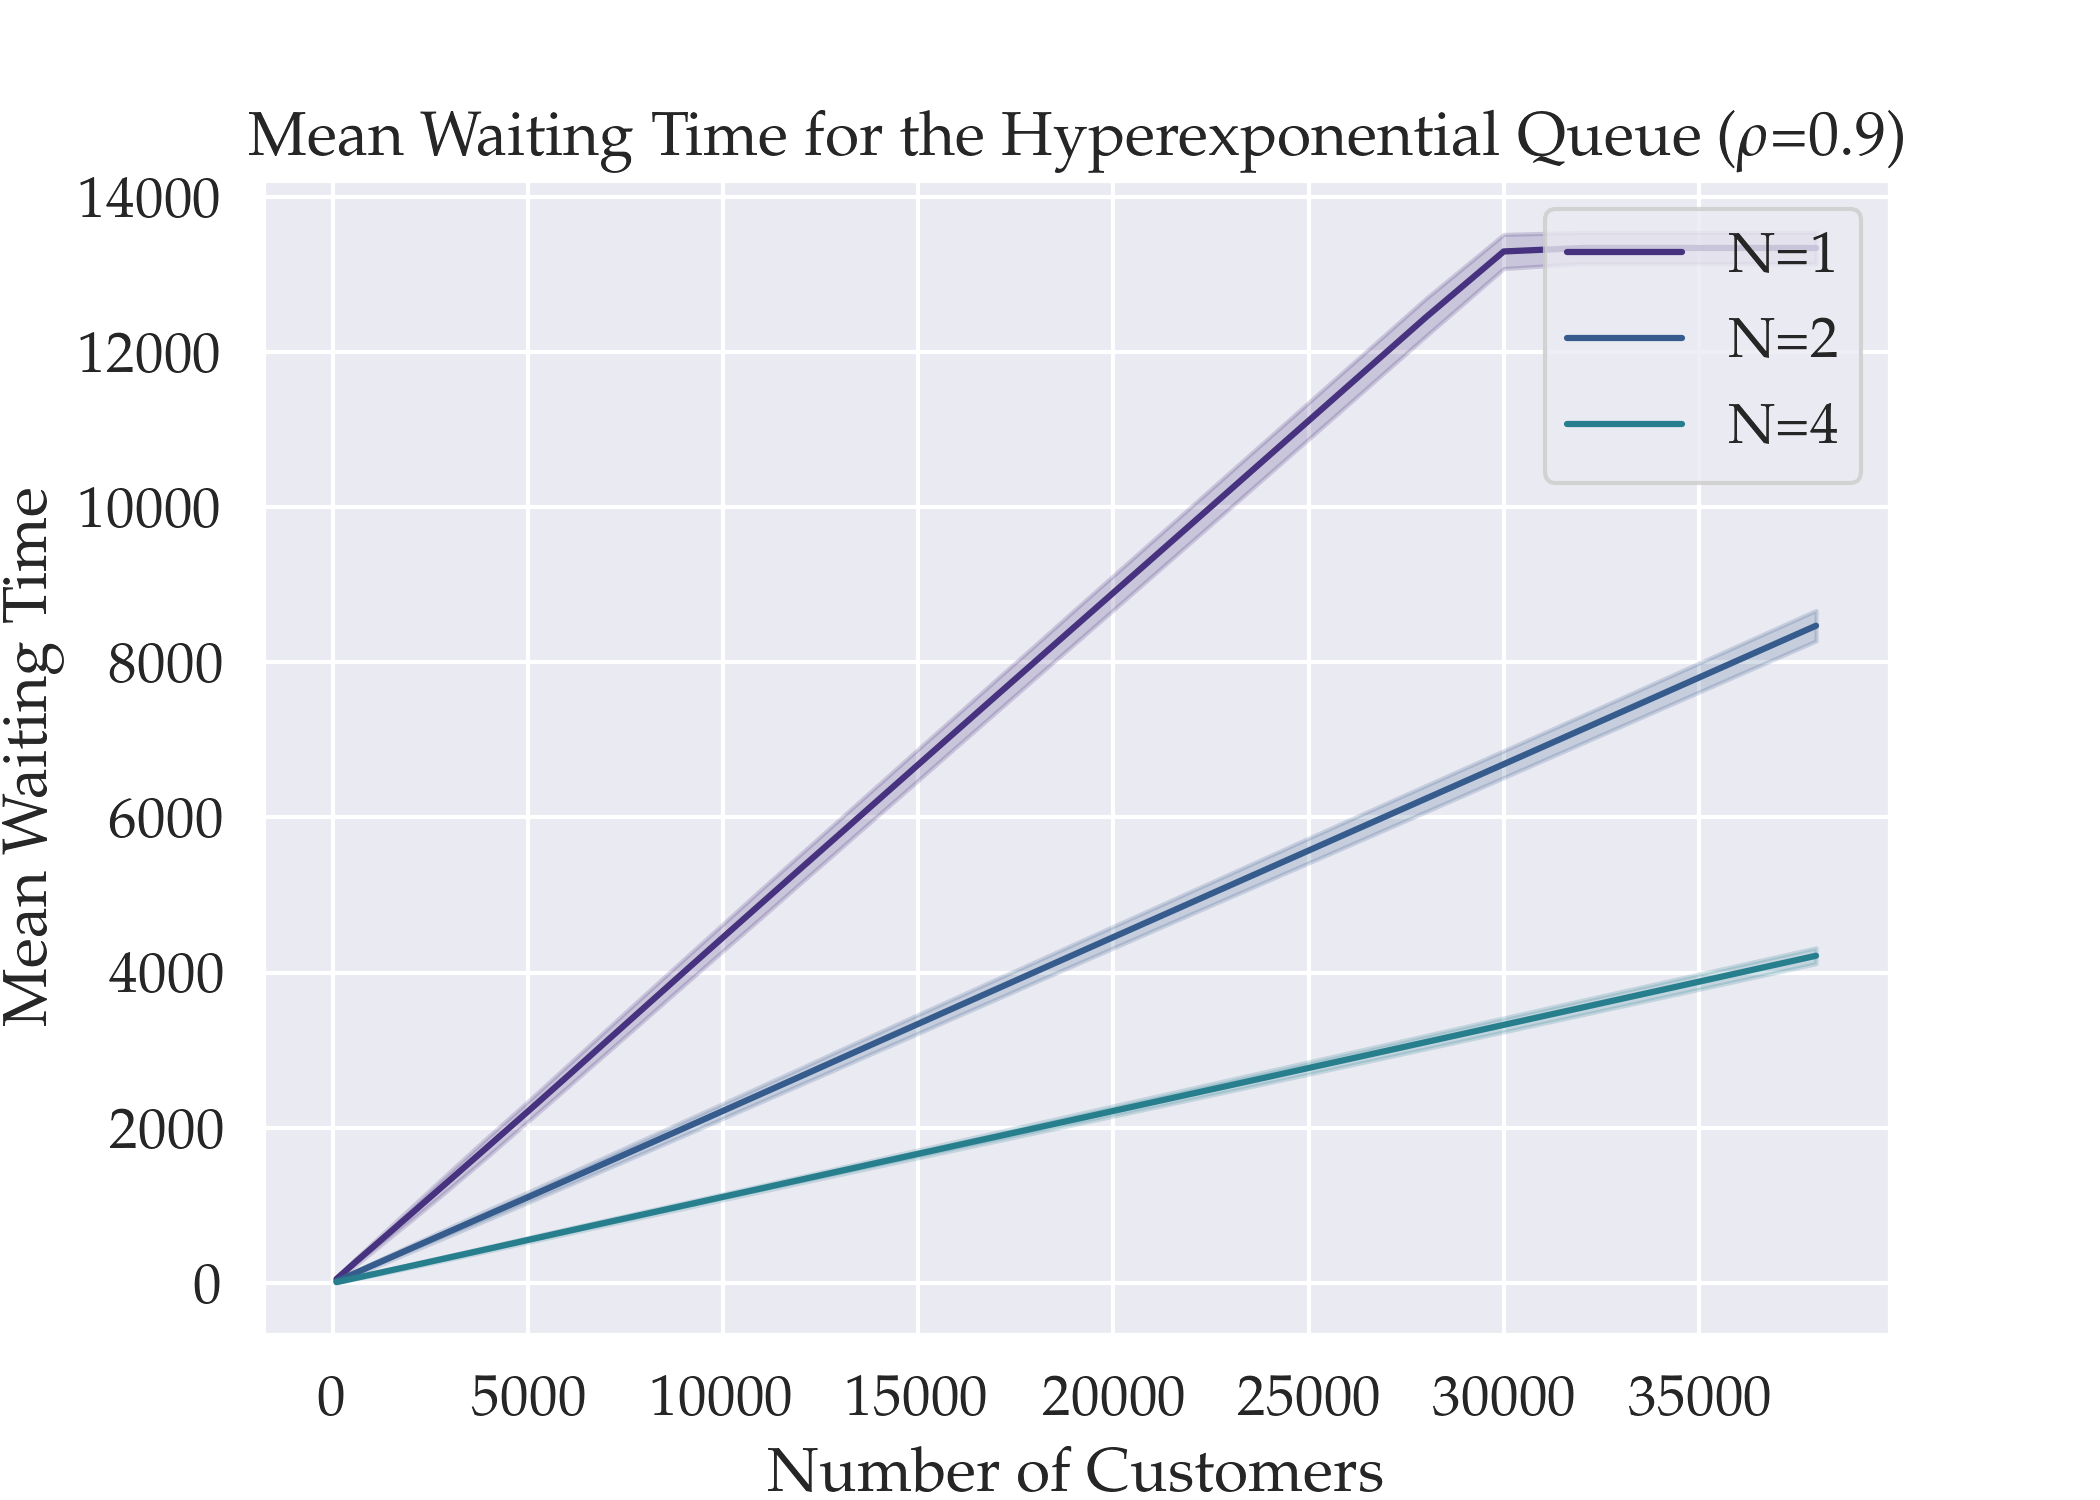 Mean Waiting Time for the Hyperexponential Queue (ρ=0.9)
14000
12000
10000
8000
6000
4000
2000
0
Mean Waiting Time
N=1
N=2
N=4
0 5000 10000 15000 20000 25000 30000 35000
Number of Customers